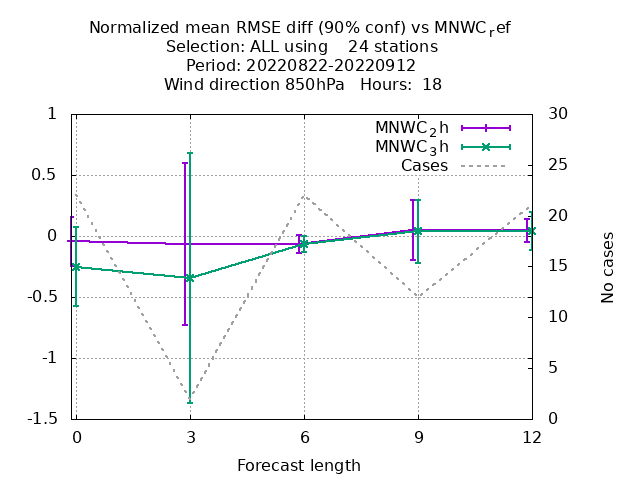 Normalized mean RMSE diff (90% conf) vs MNWC_ref
Selection: ALL using    24 stations
Period: 20220822-20220912
Wind direction 850hPa   Hours:  18
MNWC_2h
MNWC_3h
Cases
1
0.5
0
-0.5
-1
-1.5
30
25
20
15
10
5
0
No cases
0 3 6 9 12
Forecast length